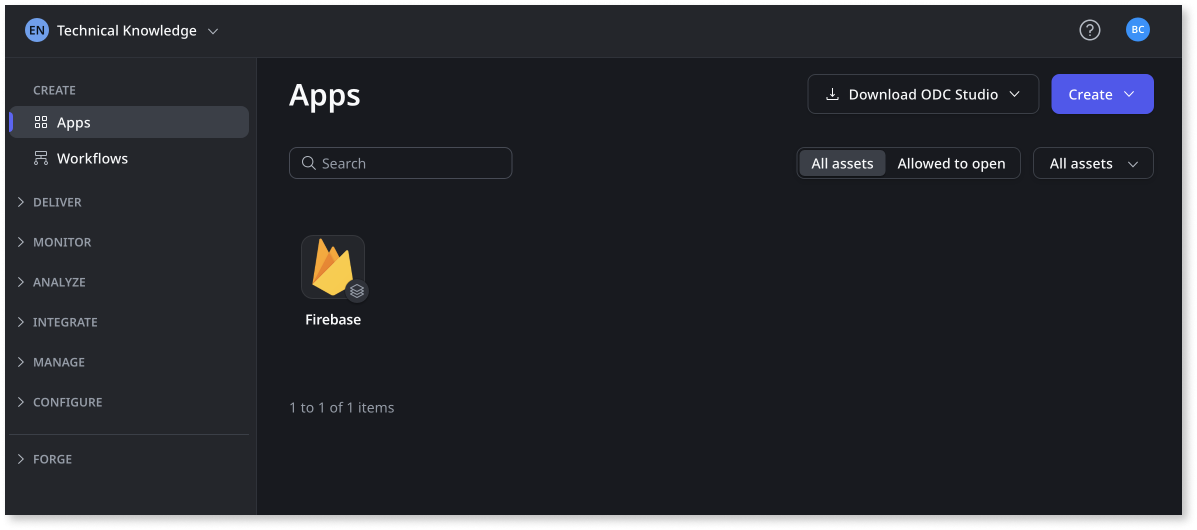 EN Technical Knowledge
BC
CREATE
Apps
Workflows
DELIVER
MONITOR
ANALYZE
INTEGRATE
MANAGE
CONFIGURE
FORGE
Apps
Download ODC Studio
Create
Search
All assets
Allowed to open
All assets
Firebase
1 to 1 of 1 items